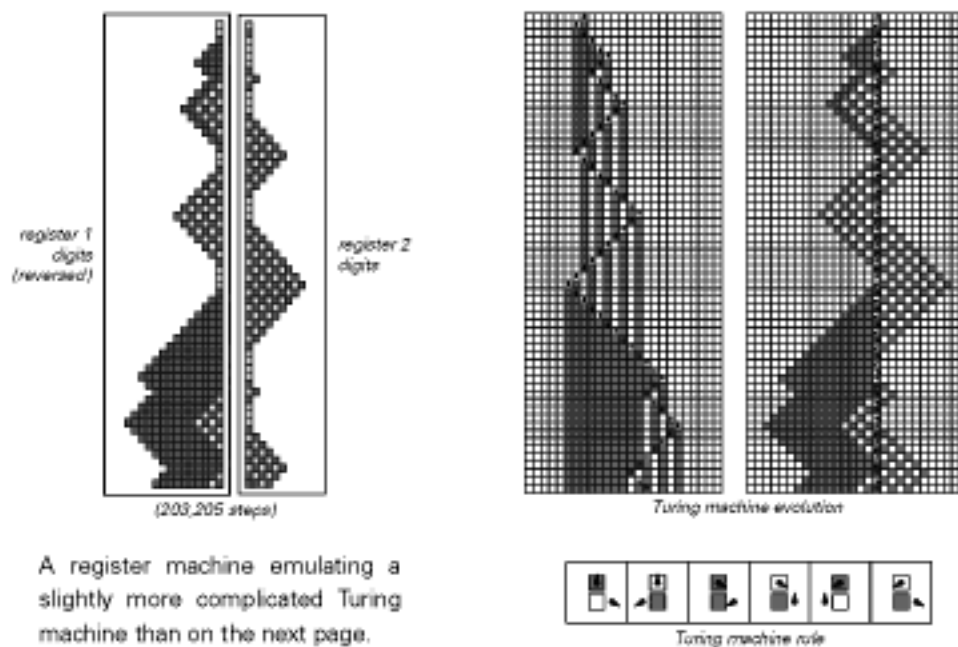 register 1
digits
(reversed)
register 2
digits
(203,205 steps)
Turing machine evolution
A register machine emulating a
slightly more complicated Turing
machine than on the next page.
Turing machine rule